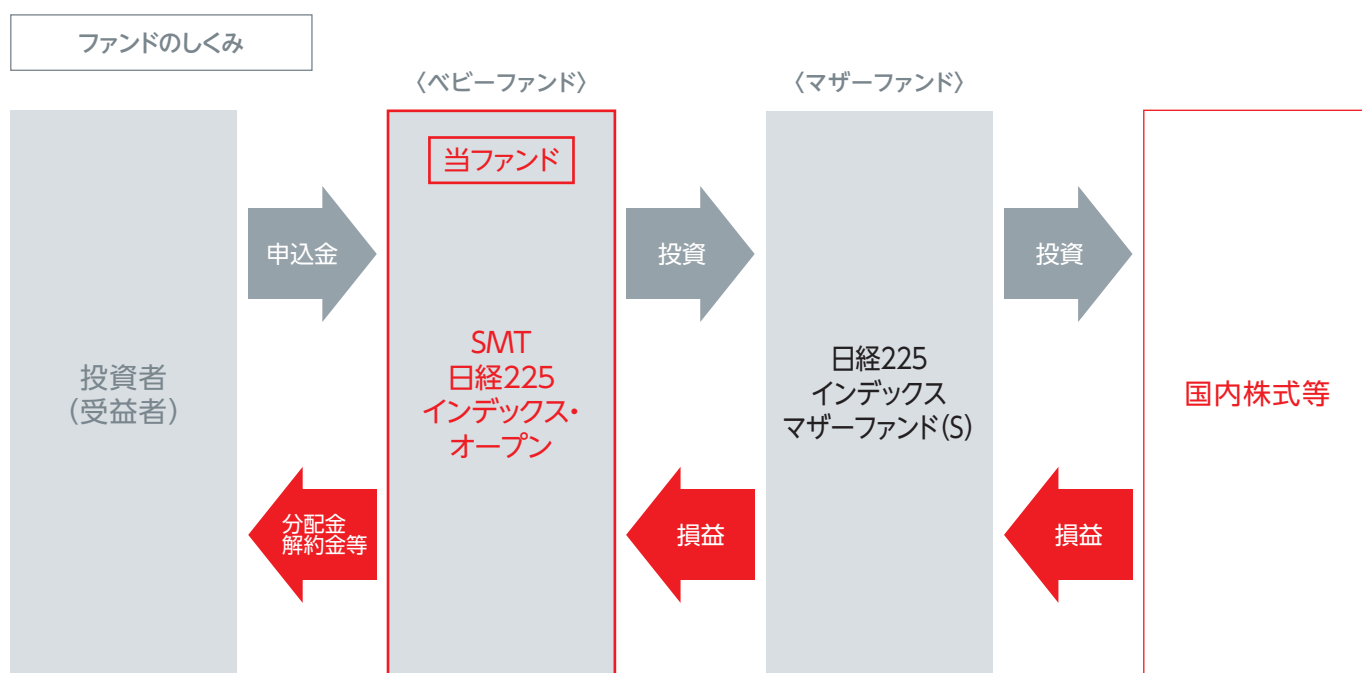 ファンドのしくみ
〈ベビーファンド〉
〈マザーファンド〉
当ファンド
申込金
投資
投資
投資者
(受益者)
SMT
日経225
インデックス・
オープン
日経225
インデックス
マザーファンド(S)
国内株式等
分配金
解約金等
損益
損益